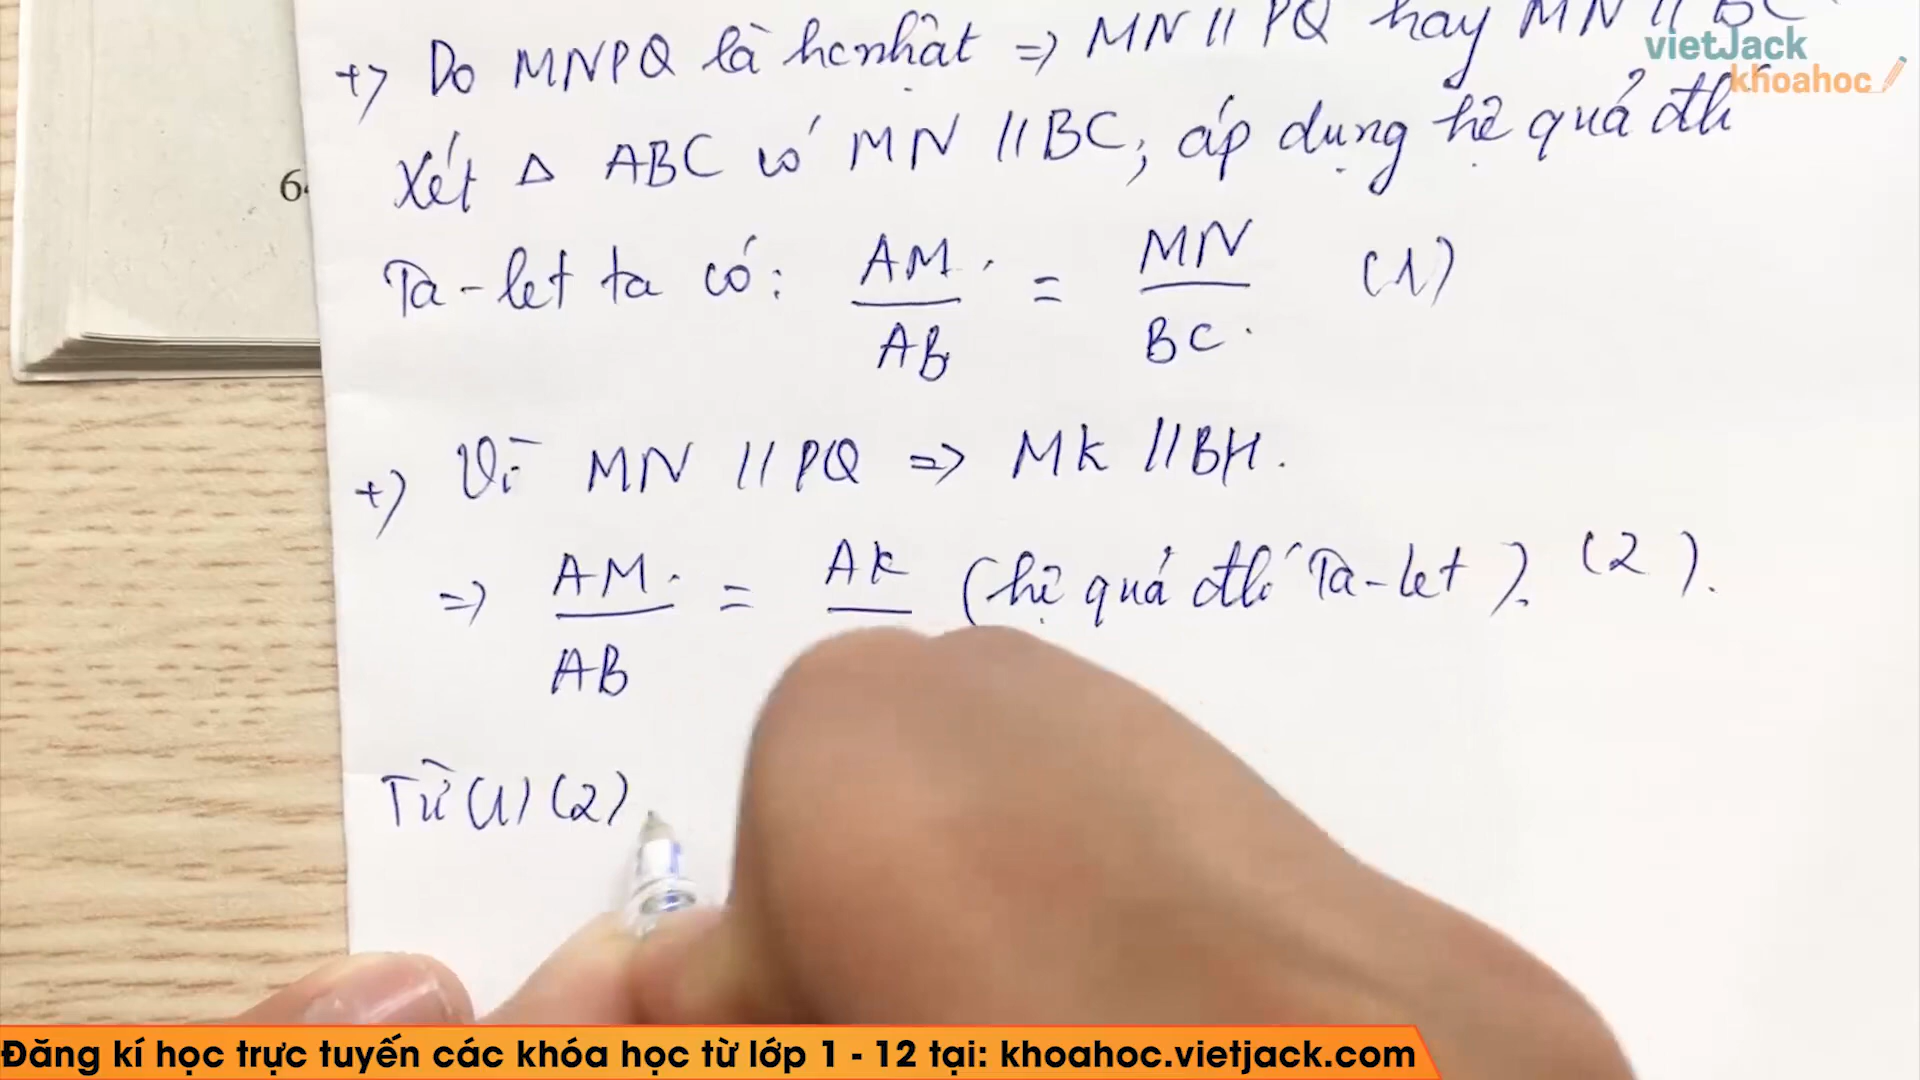 +) Do MNPQ là hcnhật => MN // PQ hay MN // BC
vietJack
khoahoc
Xét Δ ABC có MN // BC, áp dụng hệ quả đlí
64
Ta-let ta có: AM/AB = MN/BC (1)
+) Vì MN // PQ => MK // BH.
=> AM/AB = AK (hệ quả đlí Ta-let). (2).
Từ (1) (2)
Đăng kí học trực tuyến các khóa học từ lớp 1 - 12 tại: khoahoc.vietjack.com